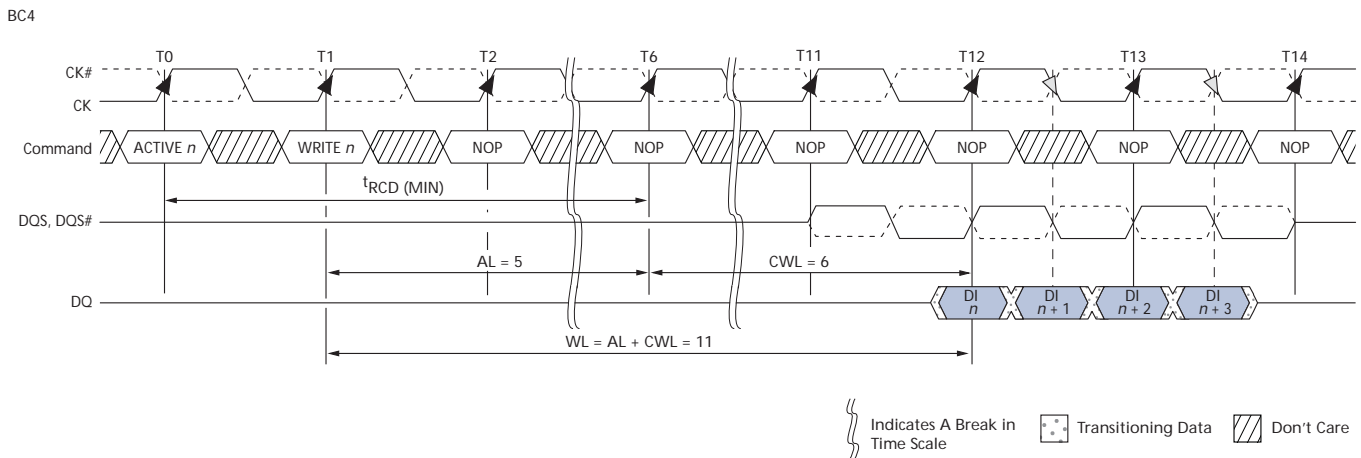 BC4
T0 T1 T2 T6 T11 T12 T13 T14
CK#
CK
Command ACTIVE n WRITE n NOP NOP NOP NOP NOP NOP
tRCD (MIN)
DQS, DQS#
AL = 5 CWL = 6
DQ DI n DI n + 1 DI n + 2 DI n + 3
WL = AL + CWL = 11
Indicates A Break in
Time Scale
Transitioning Data
Don't Care